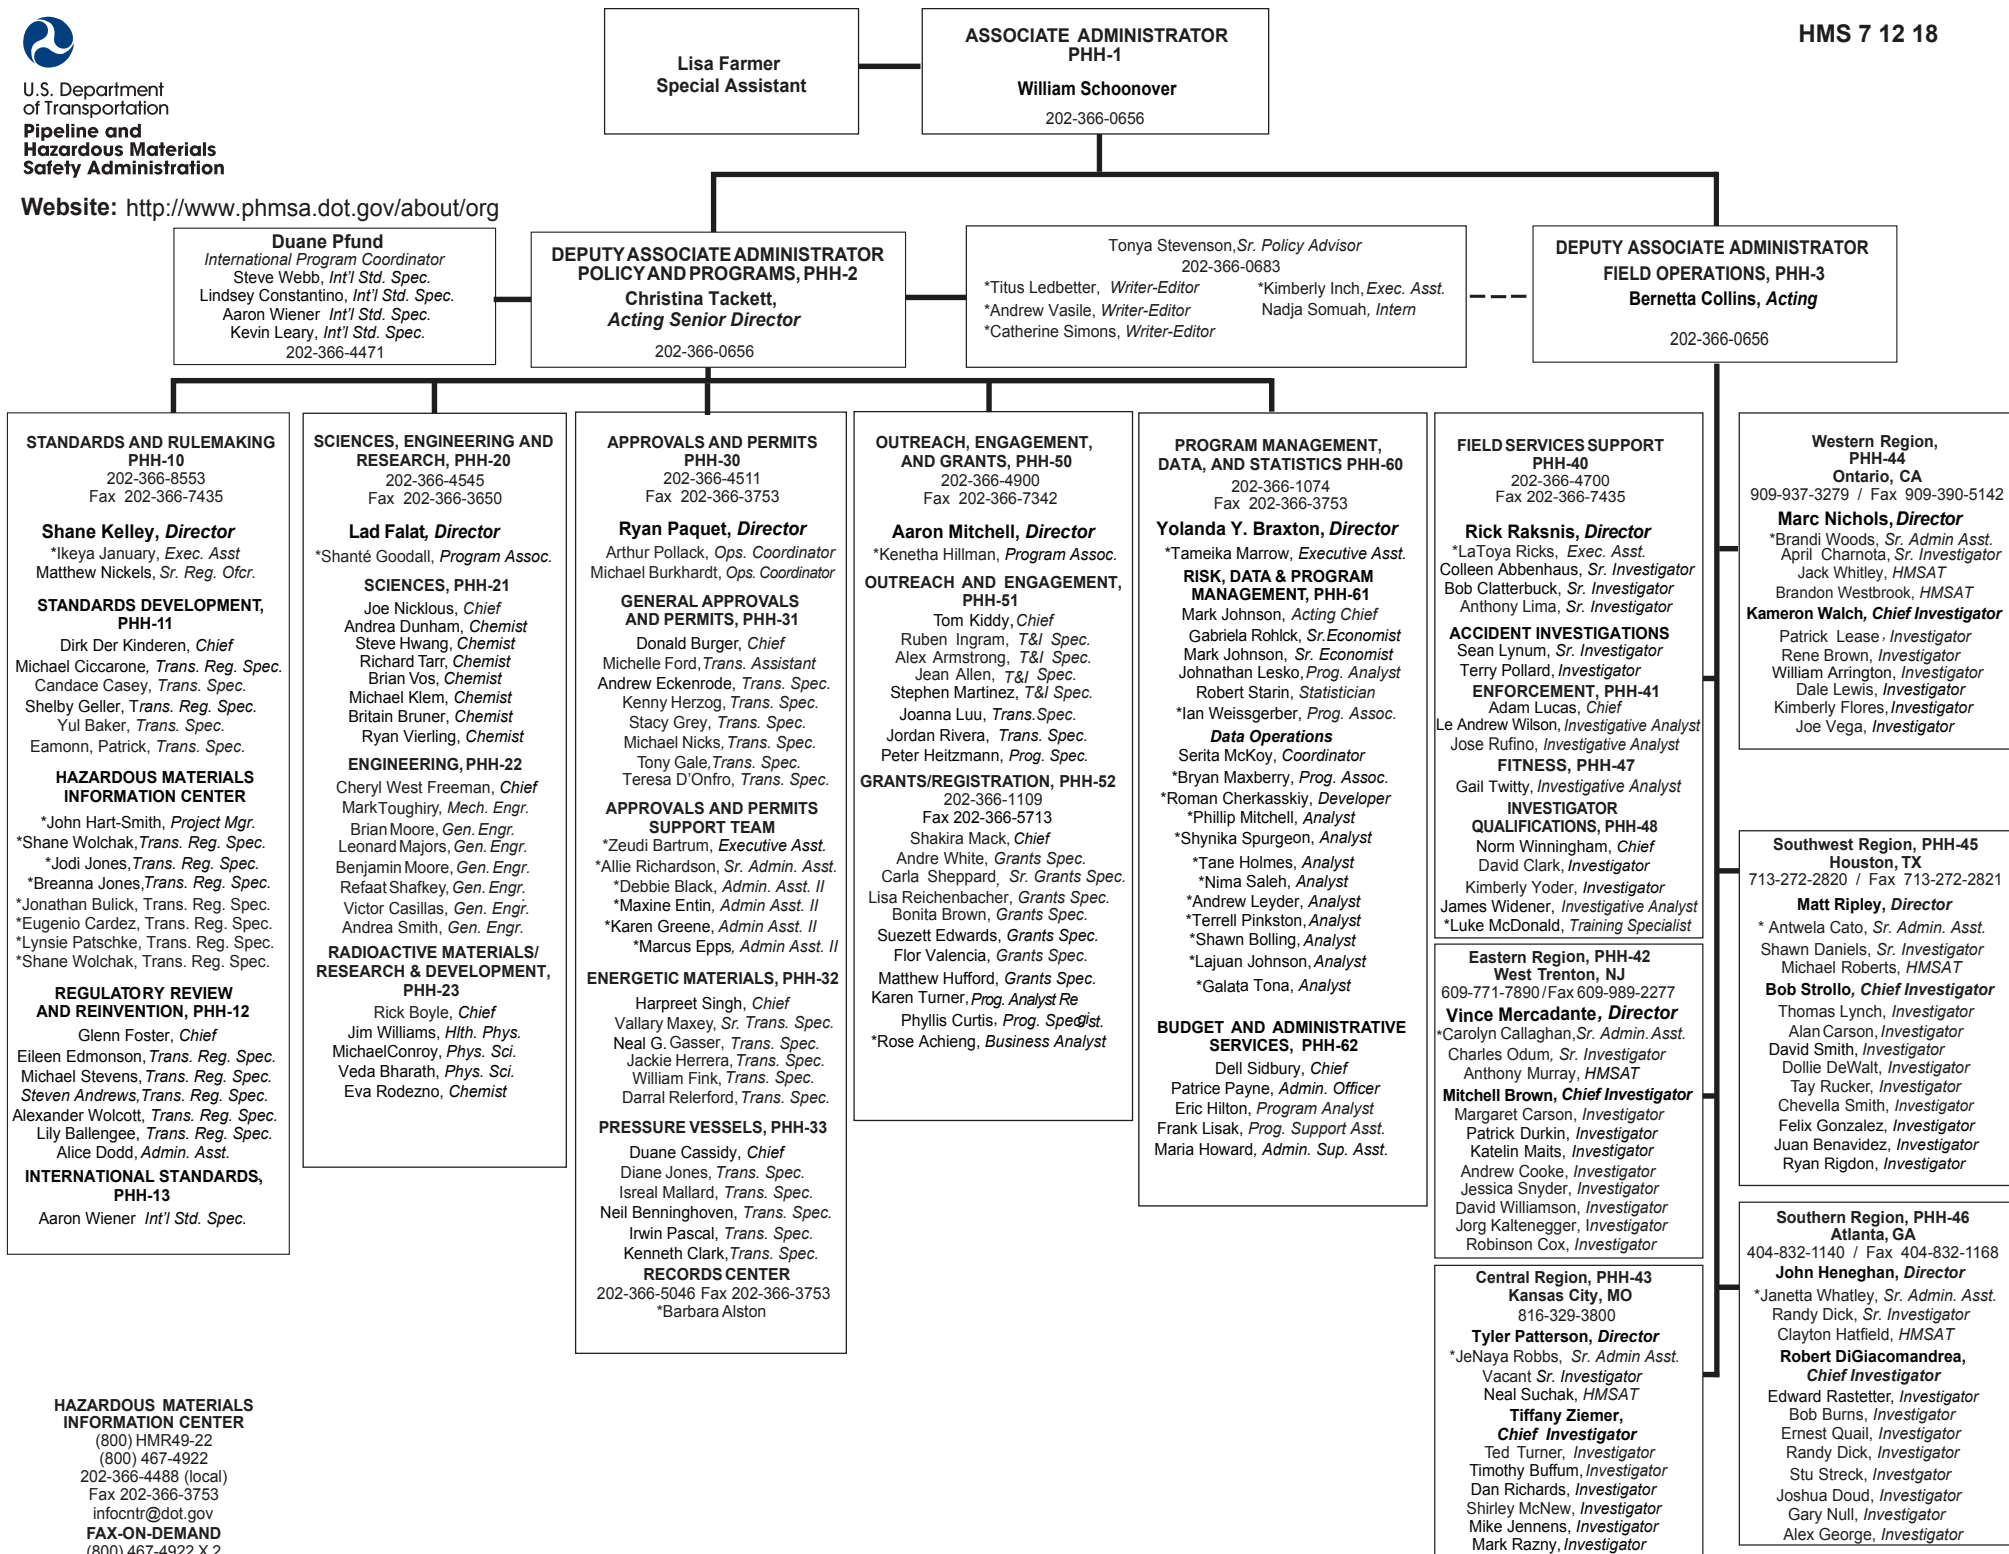 U.S. Department
of Transportation
Pipeline and
Hazardous Materials
Safety Administration
Website: http://www.phmsa.dot.gov/about/org
HMS 7 12 18
Lisa Farmer
Special Assistant
ASSOCIATE ADMINISTRATOR
PHH-1
William Schoonover
202-366-0656
Duane Pfund
International Program Coordinator
Steve Webb, Int'l Std. Spec.
Lindsey Constantino, Int'l Std. Spec.
Aaron Wiener Int'l Std. Spec.
Kevin Leary, Int'l Std. Spec.
202-366-4471
DEPUTY ASSOCIATE ADMINISTRATOR
POLICY AND PROGRAMS, PHH-2
Christina Tackett,
Acting Senior Director
202-366-0656
Tonya Stevenson, Sr. Policy Advisor
202-366-0683
*Titus Ledbetter, Writer-Editor *Kimberly Inch, Exec. Asst.
*Andrew Vasile, Writer-Editor Nadja Somuah, Intern
*Catherine Simons, Writer-Editor
DEPUTY ASSOCIATE ADMINISTRATOR
FIELD OPERATIONS, PHH-3
Bernetta Collins, Acting
202-366-0656
STANDARDS AND RULEMAKING
PHH-10
202-366-8553
Fax 202-366-7435
Shane Kelley, Director
*Ikeya January, Exec. Asst
Matthew Nickels, Sr. Reg. Ofcr.
STANDARDS DEVELOPMENT,
PHH-11
Dirk Der Kinderen, Chief
Michael Ciccarone, Trans. Reg. Spec.
Candace Casey, Trans. Spec.
Shelby Geller, Trans. Reg. Spec.
Yul Baker, Trans. Spec.
Eamonn, Patrick, Trans. Spec.
HAZARDOUS MATERIALS
INFORMATION CENTER
*John Hart-Smith, Project Mgr.
*Shane Wolchak, Trans. Reg. Spec.
*Jodi Jones, Trans. Reg. Spec.
*Breanna Jones, Trans. Reg. Spec.
*Jonathan Bulick, Trans. Reg. Spec.
*Eugenio Cardez, Trans. Reg. Spec.
*Lynsie Patschke, Trans. Reg. Spec.
*Shane Wolchak, Trans. Reg. Spec.
REGULATORY REVIEW
AND REINVENTION, PHH-12
Glenn Foster, Chief
Eileen Edmonson, Trans. Reg. Spec.
Michael Stevens, Trans. Reg. Spec.
Steven Andrews, Trans. Reg. Spec.
Alexander Wolcott, Trans. Reg. Spec.
Lily Ballengee, Trans. Reg. Spec.
Alice Dodd, Admin. Asst.
INTERNATIONAL STANDARDS,
PHH-13
Aaron Wiener Int'l Std. Spec.
SCIENCES, ENGINEERING AND
RESEARCH, PHH-20
202-366-4545
Fax 202-366-3650
Lad Falat, Director
*Shanté Goodall, Program Assoc.
SCIENCES, PHH-21
Joe Nicklous, Chief
Andrea Dunham, Chemist
Steve Hwang, Chemist
Richard Tarr, Chemist
Brian Vos, Chemist
Michael Klem, Chemist
Britain Bruner, Chemist
Ryan Vierling, Chemist
ENGINEERING, PHH-22
Cheryl West Freeman, Chief
Mark Toughiry, Mech. Engr.
Brian Moore, Gen. Engr.
Leonard Majors, Gen. Engr.
Benjamin Moore, Gen. Engr.
Refaat Shafkey, Gen. Engr.
Victor Casillas, Gen. Engr.
Andrea Smith, Gen. Engr.
RADIOACTIVE MATERIALS/
RESEARCH & DEVELOPMENT,
PHH-23
Rick Boyle, Chief
Jim Williams, Hlth. Phys.
Michael Conroy, Phys. Sci.
Veda Bharath, Phys. Sci.
Eva Rodezno, Chemist
APPROVALS AND PERMITS
PHH-30
202-366-4511
Fax 202-366-3753
Ryan Paquet, Director
Arthur Pollack, Ops. Coordinator
Michael Burkhardt, Ops. Coordinator
GENERAL APPROVALS
AND PERMITS, PHH-31
Donald Burger, Chief
Michelle Ford, Trans. Assistant
Andrew Eckenrode, Trans. Spec.
Kenny Herzog, Trans. Spec.
Stacy Grey, Trans. Spec.
Michael Nicks, Trans. Spec.
Tony Gale, Trans. Spec.
Teresa D'Onfro, Trans. Spec.
APPROVALS AND PERMITS
SUPPORT TEAM
*Zeudi Bartrum, Executive Asst.
*Allie Richardson, Sr. Admin. Asst.
*Debbie Black, Admin. Asst. II
*Maxine Entin, Admin Asst. II
*Karen Greene, Admin Asst. II
*Marcus Epps, Admin Asst. II
ENERGETIC MATERIALS, PHH-32
Harpreet Singh, Chief
Vallary Maxey, Sr. Trans. Spec.
Neal G. Gasser, Trans. Spec.
Jackie Herrera, Trans. Spec.
William Fink, Trans. Spec.
Darral Relerford, Trans. Spec.
PRESSURE VESSELS, PHH-33
Duane Cassidy, Chief
Diane Jones, Trans. Spec.
Isreal Mallard, Trans. Spec.
Neil Benninghoven, Trans. Spec.
Irwin Pascal, Trans. Spec.
Kenneth Clark, Trans. Spec.
RECORDS CENTER
202-366-5046 Fax 202-366-3753
*Barbara Alston
OUTREACH, ENGAGEMENT,
AND GRANTS, PHH-50
202-366-4900
Fax 202-366-7342
Aaron Mitchell, Director
*Kenetha Hillman, Program Assoc.
OUTREACH AND ENGAGEMENT,
PHH-51
Tom Kiddy, Chief
Ruben Ingram, T&I Spec.
Alex Armstrong, T&I Spec.
Jean Allen, T&I Spec.
Stephen Martinez, T&I Spec.
Joanna Luu, Trans. Spec.
Jordan Rivera, Trans. Spec.
Peter Heitzmann, Prog. Spec.
GRANTS/REGISTRATION, PHH-52
202-366-1109
Fax 202-366-5713
Shakira Mack, Chief
Andre White, Grants Spec.
Carla Sheppard, Sr. Grants Spec.
Lisa Reichenbacher, Grants Spec.
Bonita Brown, Grants Spec.
Suezett Edwards, Grants Spec.
Flor Valencia, Grants Spec.
Matthew Hufford, Grants Spec.
Karen Turner, Prog. Analyst Re
Phyllis Curtis, Prog. Spec
gist.
*Rose Achieng, Business Analyst
PROGRAM MANAGEMENT,
DATA, AND STATISTICS PHH-60
202-366-1074
Fax 202-366-3753
Yolanda Y. Braxton, Director
*Tameika Marrow, Executive Asst.
RISK, DATA & PROGRAM
MANAGEMENT, PHH-61
Mark Johnson, Acting Chief
Gabriela Rohlck, Sr. Economist
Mark Johnson, Sr. Economist
Johnathan Lesko, Prog. Analyst
Robert Starin, Statistician
*Ian Weissgerber, Prog. Assoc.
Data Operations
Serita McKoy, Coordinator
*Bryan Maxberry, Prog. Assoc.
*Roman Cherkasskiy, Developer
*Phillip Mitchell, Analyst
*Shynika Spurgeon, Analyst
*Tane Holmes, Analyst
*Nima Saleh, Analyst
*Andrew Leyder, Analyst
*Terrell Pinkston, Analyst
*Shawn Bolling, Analyst
*Lajuan Johnson, Analyst
*Galata Tona, Analyst
BUDGET AND ADMINISTRATIVE
SERVICES, PHH-62
Dell Sidbury, Chief
Patrice Payne, Admin. Officer
Eric Hilton, Program Analyst
Frank Lisak, Prog. Support Asst.
Maria Howard, Admin. Sup. Asst.
FIELD SERVICES SUPPORT
PHH-40
202-366-4700
Fax 202-366-7435
Rick Raksnis, Director
*LaToya Ricks, Exec. Asst.
Colleen Abbenhaus, Sr. Investigator
Bob Clatterbuck, Sr. Investigator
Anthony Lima, Sr. Investigator
ACCIDENT INVESTIGATIONS
Sean Lynum, Sr. Investigator
Terry Pollard, Investigator
ENFORCEMENT, PHH-41
Adam Lucas, Chief
Le Andrew Wilson, Investigative Analyst
Jose Rufino, Investigative Analyst
FITNESS, PHH-47
Gail Twitty, Investigative Analyst
INVESTIGATOR
QUALIFICATIONS, PHH-48
Norm Winningham, Chief
David Clark, Investigator
Kimberly Yoder, Investigator
James Widener, Investigative Analyst
*Luke McDonald, Training Specialist
Eastern Region, PHH-42
West Trenton, NJ
609-771-7890/Fax 609-989-2277
Vince Mercadante, Director
*Carolyn Callaghan, Sr. Admin. Asst.
Charles Odum, Sr. Investigator
Anthony Murray, HMSAT
Mitchell Brown, Chief Investigator
Margaret Carson, Investigator
Patrick Durkin, Investigator
Katelin Maits, Investigator
Andrew Cooke, Investigator
Jessica Snyder, Investigator
David Williamson, Investigator
Jorg Kaltenegger, Investigator
Robinson Cox, Investigator
Central Region, PHH-43
Kansas City, MO
816-329-3800
Tyler Patterson, Director
*JeNaya Robbs, Sr. Admin Asst.
Vacant Sr. Investigator
Neal Suchak, HMSAT
Tiffany Ziemer,
Chief Investigator
Ted Turner, Investigator
Timothy Buffum, Investigator
Dan Richards, Investigator
Shirley McNew, Investigator
Mike Jennens, Investigator
Mark Razny, Investigator
Western Region,
PHH-44
Ontario, CA
909-937-3279 / Fax 909-390-5142
Marc Nichols, Director
*Brandi Woods, Sr. Admin Asst.
April Charnota, Sr. Investigator
Jack Whitley, HMSAT
Brandon Westbrook, HMSAT
Kameron Walch, Chief Investigator
Patrick Lease, Investigator
Rene Brown, Investigator
William Arrington, Investigator
Dale Lewis, Investigator
Kimberly Flores, Investigator
Joe Vega, Investigator
Southwest Region, PHH-45
Houston, TX
713-272-2820 / Fax 713-272-2821
Matt Ripley, Director
* Antwela Cato, Sr. Admin. Asst.
Shawn Daniels, Sr. Investigator
Michael Roberts, HMSAT
Bob Strollo, Chief Investigator
Thomas Lynch, Investigator
Alan Carson, Investigator
David Smith, Investigator
Dollie DeWalt, Investigator
Tay Rucker, Investigator
Chevella Smith, Investigator
Felix Gonzalez, Investigator
Juan Benavidez, Investigator
Ryan Rigdon, Investigator
Southern Region, PHH-46
Atlanta, GA
404-832-1140 / Fax 404-832-1168
John Heneghan, Director
*Janetta Whatley, Sr. Admin. Asst.
Randy Dick, Sr. Investigator
Clayton Hatfield, HMSAT
Robert DiGiacomandrea,
Chief Investigator
Edward Rastetter, Investigator
Bob Burns, Investigator
Ernest Quail, Investigator
Randy Dick, Investigator
Stu Streck, Investgator
Joshua Doud, Investigator
Gary Null, Investigator
Alex George, Investigator
HAZARDOUS MATERIALS
INFORMATION CENTER
(800) HMR49-22
(800) 467-4922
202-366-4488 (local)
Fax 202-366-3753
infocntr@dot.gov
FAX-ON-DEMAND
(800) 467-4922 X 2